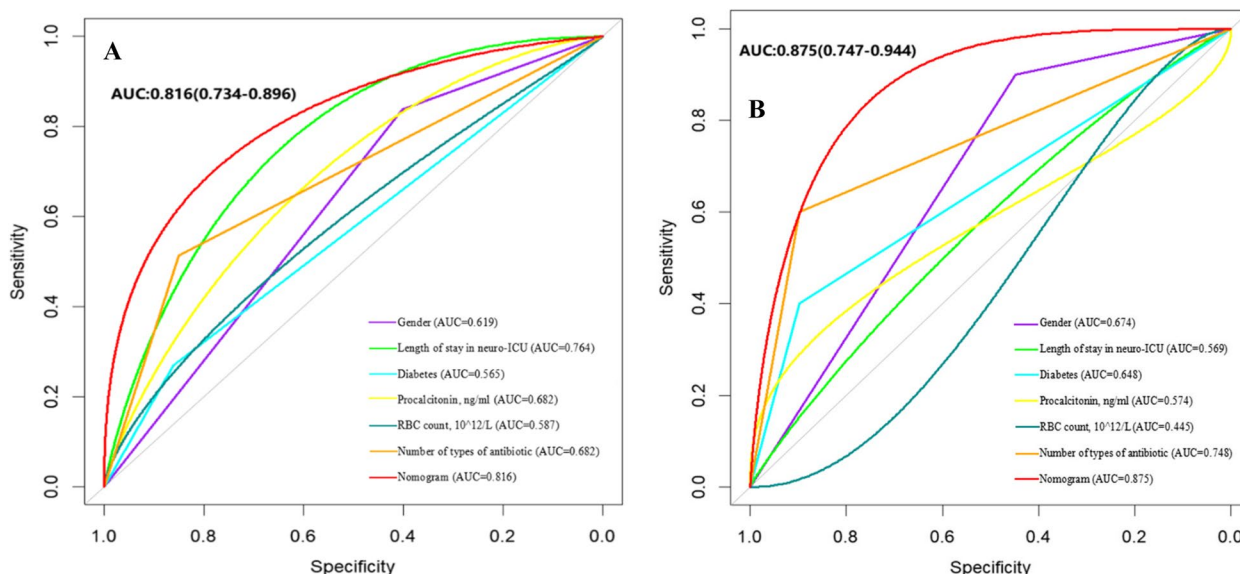 A
AUC:0.816(0.734-0.896)
Sensitivity
1.0
0.8
0.6
0.4
0.2
0.0
Gender (AUC=0.619)
Length of stay in neuro-ICU (AUC=0.764)
Diabetes (AUC=0.565)
Procalcitonin, ng/ml (AUC=0.682)
RBC count, 10^12/L (AUC=0.587)
Number of types of antibiotic (AUC=0.682)
Nomogram (AUC=0.816)
1.0 0.8 0.6 0.4 0.2 0.0
Specificity
AUC:0.875(0.747-0.944)
B
Sensitivity
1.0
0.8
0.6
0.4
0.2
0.0
Gender (AUC=0.674)
Length of stay in neuro-ICU (AUC=0.569)
Diabetes (AUC=0.648)
Procalcitonin, ng/ml (AUC=0.574)
RBC count, 10^12/L (AUC=0.445)
Number of types of antibiotic (AUC=0.748)
Nomogram (AUC=0.875)
1.0 0.8 0.6 0.4 0.2 0.0
Specificity